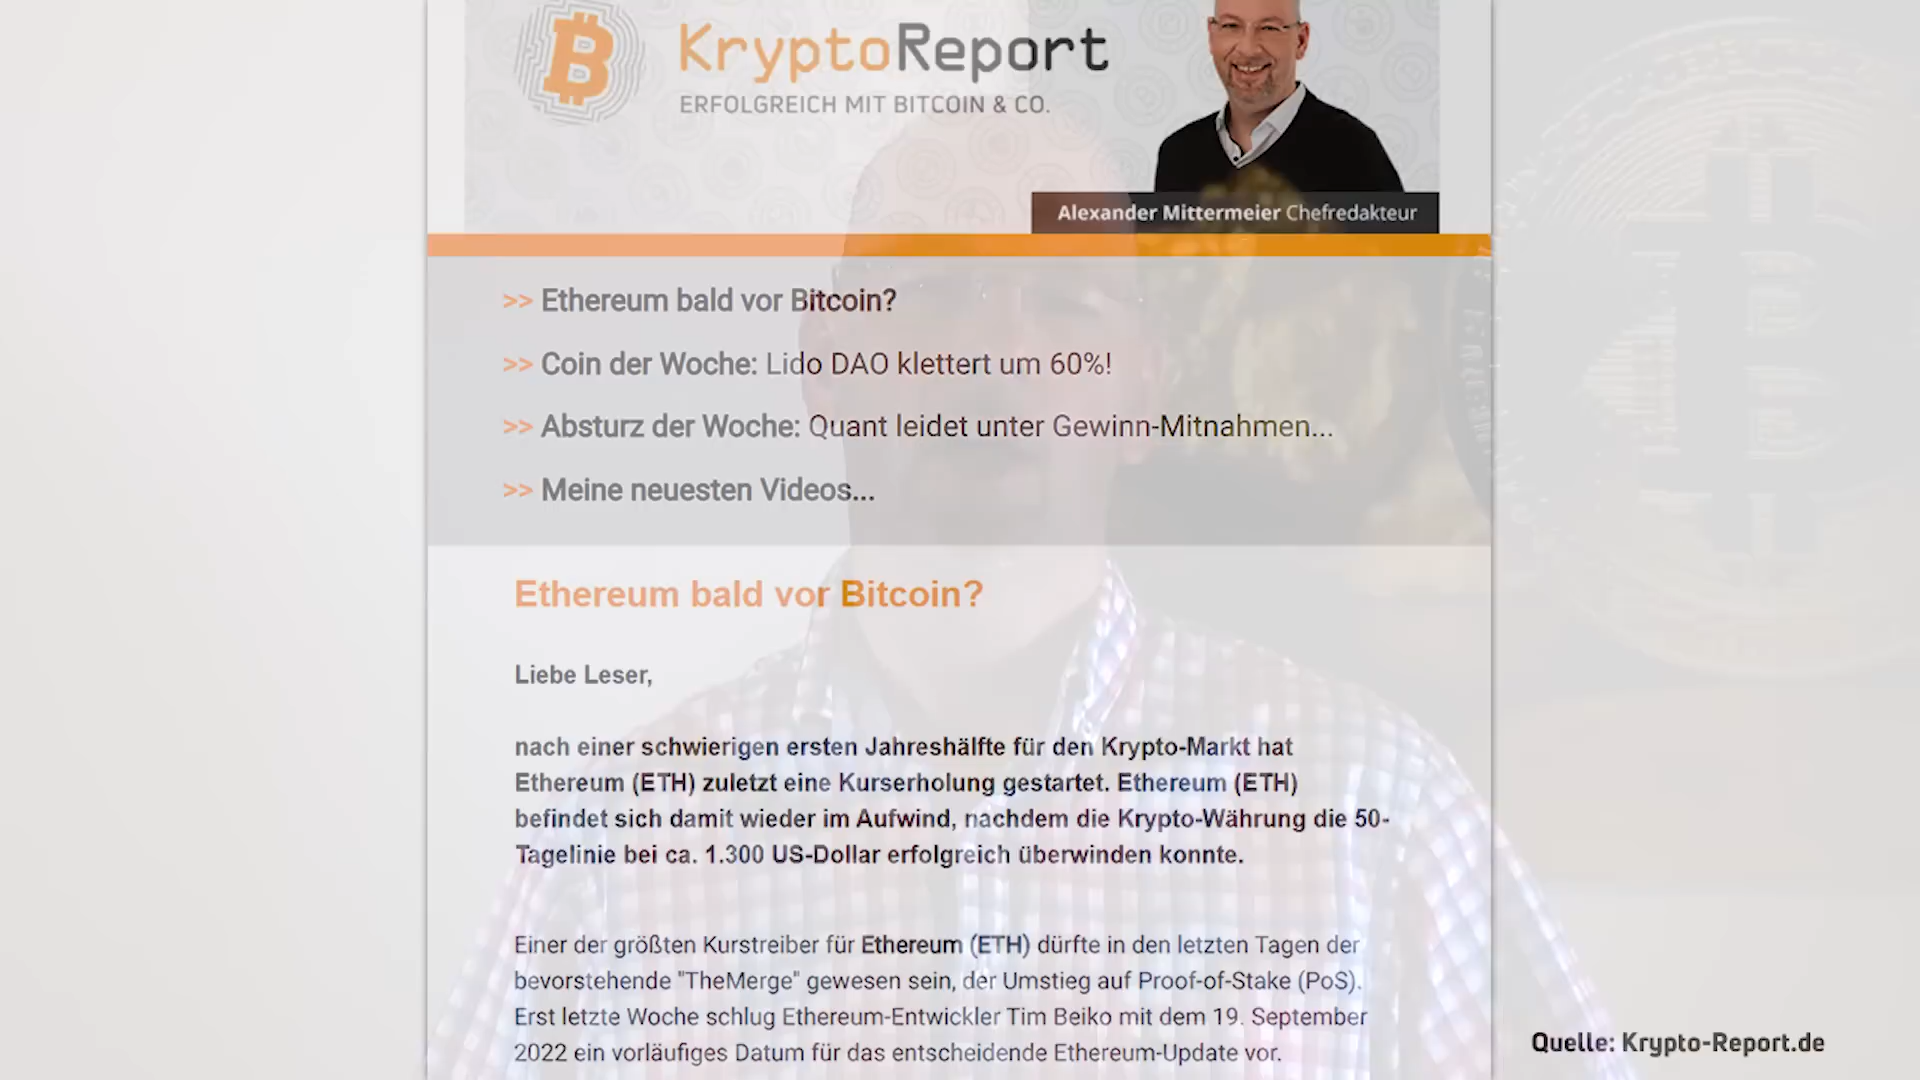 KryptoReport
ERFOLGREICH MIT BITCOIN & CO.
Alexander Mittermeier Chefredakteur
>> Ethereum bald vor Bitcoin?
>> Coin der Woche: Lido DAO klettert um 60%!
>> Absturz der Woche: Quant leidet unter Gewinn-Mitnahmen...
>> Meine neuesten Videos...
Ethereum bald vor Bitcoin?
Liebe Leser,
nach einer schwierigen ersten Jahreshälfte für den Krypto-Markt hat
Ethereum (ETH) zuletzt eine Kurserholung gestartet. Ethereum (ETH)
befindet sich damit wieder im Aufwind, nachdem die Krypto-Währung die 50-
Tagelinie bei ca. 1.300 US-Dollar erfolgreich überwinden konnte.
Einer der größten Kurstreiber für Ethereum (ETH) dürfte in den letzten Tagen der
bevorstehende "TheMerge" gewesen sein, der Umstieg auf Proof-of-Stake (PoS).
Erst letzte Woche schlug Ethereum-Entwickler Tim Beiko mit dem 19. September
2022 ein vorläufiges Datum für das entscheidende Ethereum-Update vor.
Quelle: Krypto-Report.de